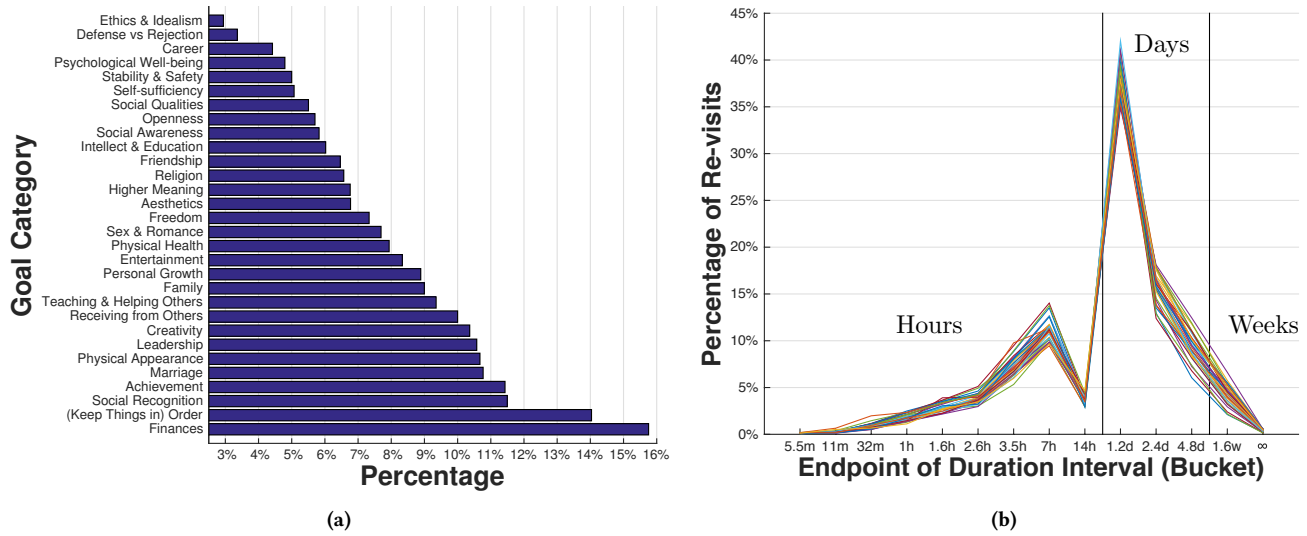 Goal Category
Ethics & Idealism
Defense vs Rejection
Career
Psychological Well-being
Stability & Safety
Self-sufficiency
Social Qualities
Openness
Social Awareness
Intellect & Education
Friendship
Religion
Higher Meaning
Aesthetics
Freedom
Sex & Romance
Physical Health
Entertainment
Personal Growth
Family
Teaching & Helping Others
Receiving from Others
Creativity
Leadership
Physical Appearance
Marriage
Achievement
Social Recognition
(Keep Things in) Order
Finances
3% 4% 5% 6% 7% 8% 9% 10% 11% 12% 13% 14% 15% 16%
Percentage
(a)
Percentage of Re-visits
45%
40%
35%
30%
25%
20%
15%
10%
5%
0%
Hours
Days
Weeks
5.5m 11m 32m 1h 1.6h 2.6h 3.5h 7h 14h 1.2d 2.4d 4.8d 1.6w ∞
Endpoint of Duration Interval (Bucket)
(b)